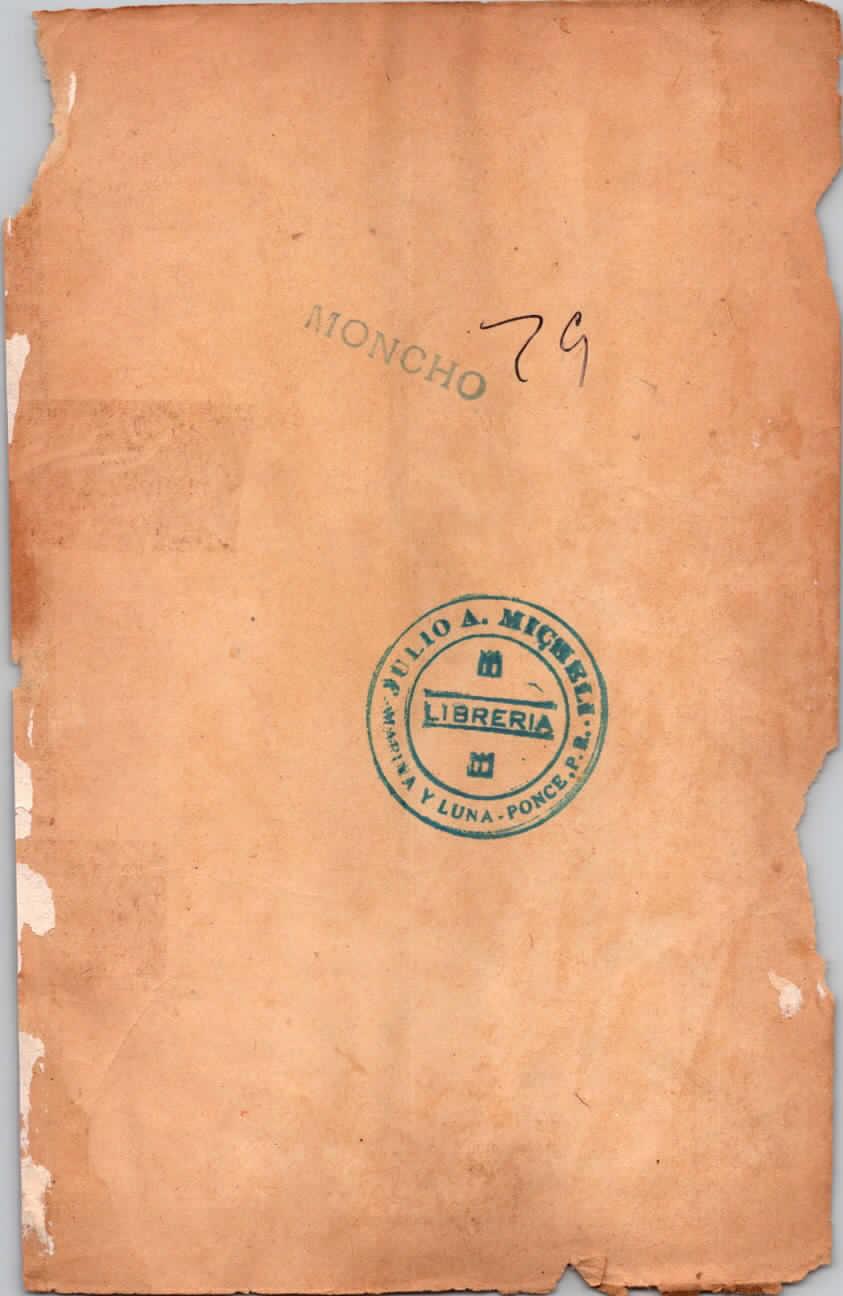 MONCHO
79
JULIO A. MICHELI
LIBRERIA
MARINA Y LUNA - PONCE, P.R.